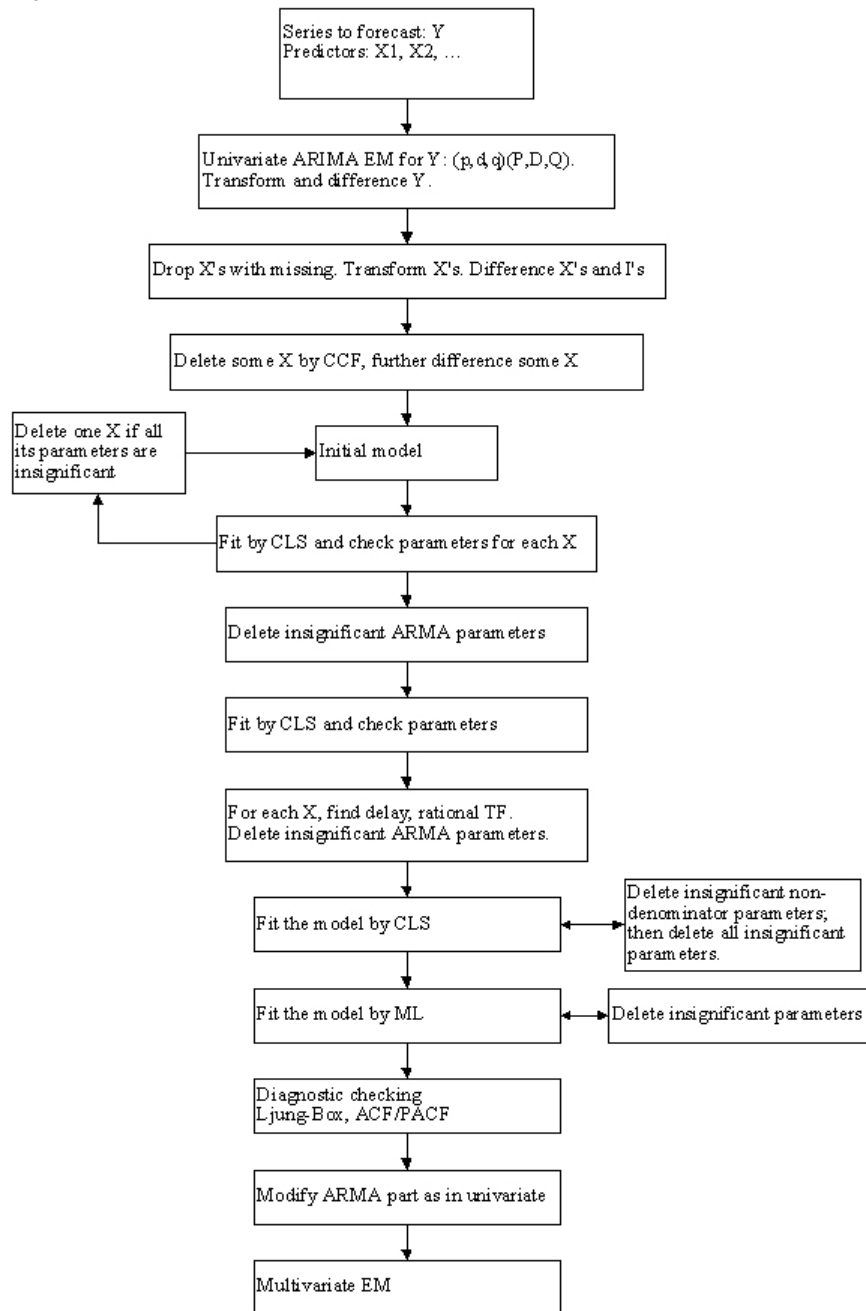 Series to forecast: Y
Predictors: X1, X2, ...
Univariate ARIMA EM for Y: (p,d,q)(P,D,Q).
Transform and difference Y.
Drop X's with missing. Transform X's. Difference X's and I's
Delete some X by CCF, further difference some X
Delete one X if all
its parameters are
insignificant
Initial model
Fit by CLS and check parameters for each X
Delete insignificant ARMA parameters
Fit by CLS and check parameters
For each X, find delay, rational TF.
Delete insignificant ARMA parameters.
Fit the model by CLS
Delete insignificant non-
denominator parameters;
then delete all insignificant
parameters.
Fit the model by ML
Delete insignificant parameters
Diagnostic checking
Ljung-Box, ACF/PACF
Modify ARMA part as in univariate
Multivariate EM